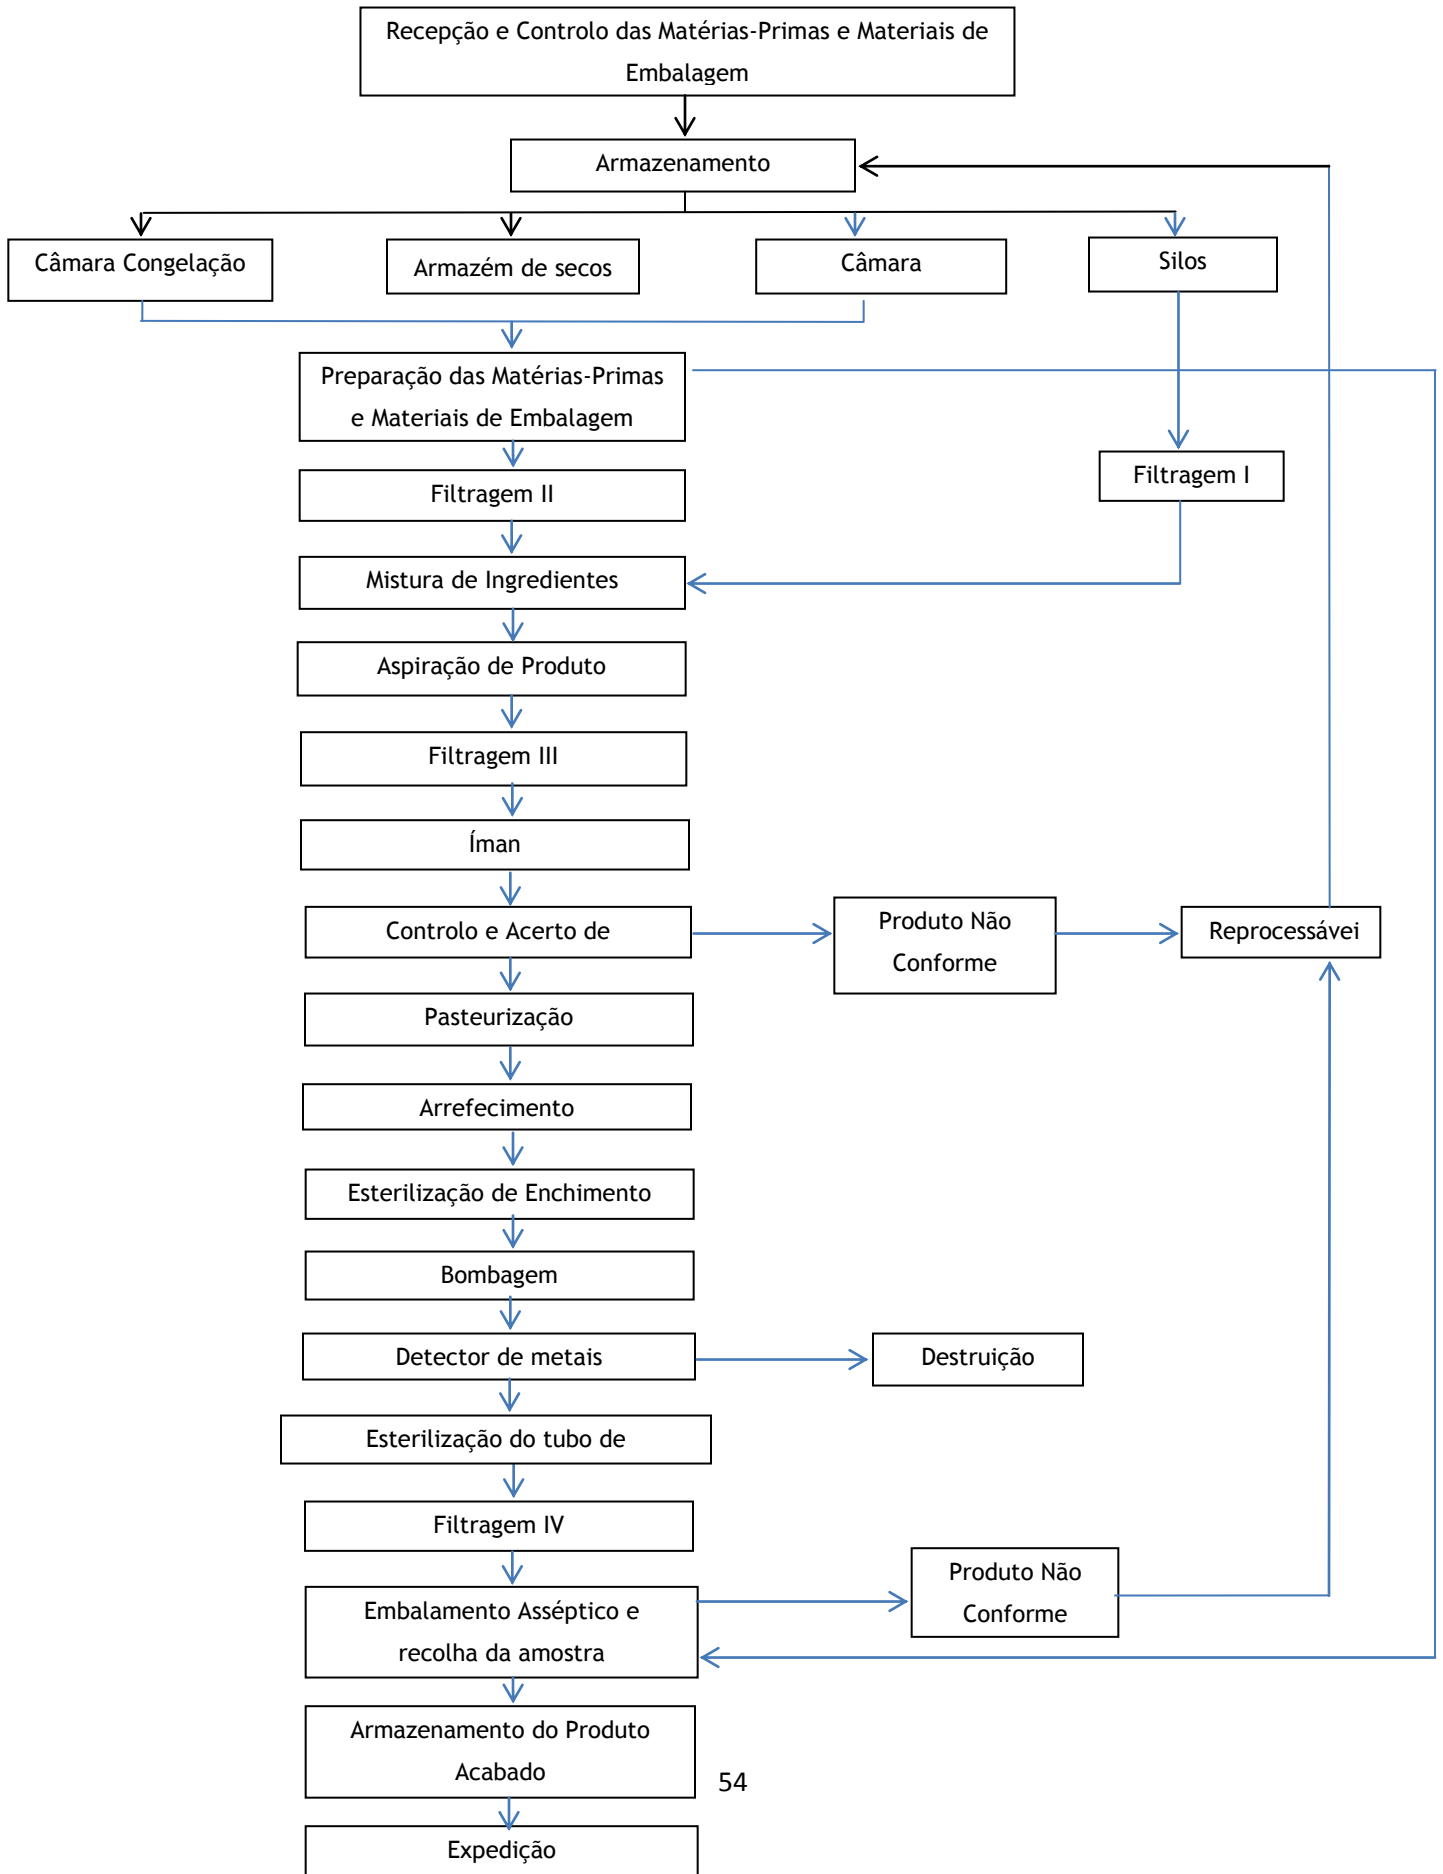 Recepção e Controlo das Matérias-Primas e Materiais de
Embalagem
Armazenamento
Câmara Congelação
Armazém de secos
Câmara
Silos
Preparação das Matérias-Primas
e Materiais de Embalagem
Filtragem I
Filtragem II
Mistura de Ingredientes
Aspiração de Produto
Filtragem III
Íman
Controlo e Acerto de
Produto Não
Conforme
Reprocessávei
Pasteurização
Arrefecimento
Esterilização de Enchimento
Bombagem
Detector de metais
Destruição
Esterilização do tubo de
Filtragem IV
Embalamento Asséptico e
recolha da amostra
Produto Não
Conforme
Armazenamento do Produto
Acabado
54
Expedição